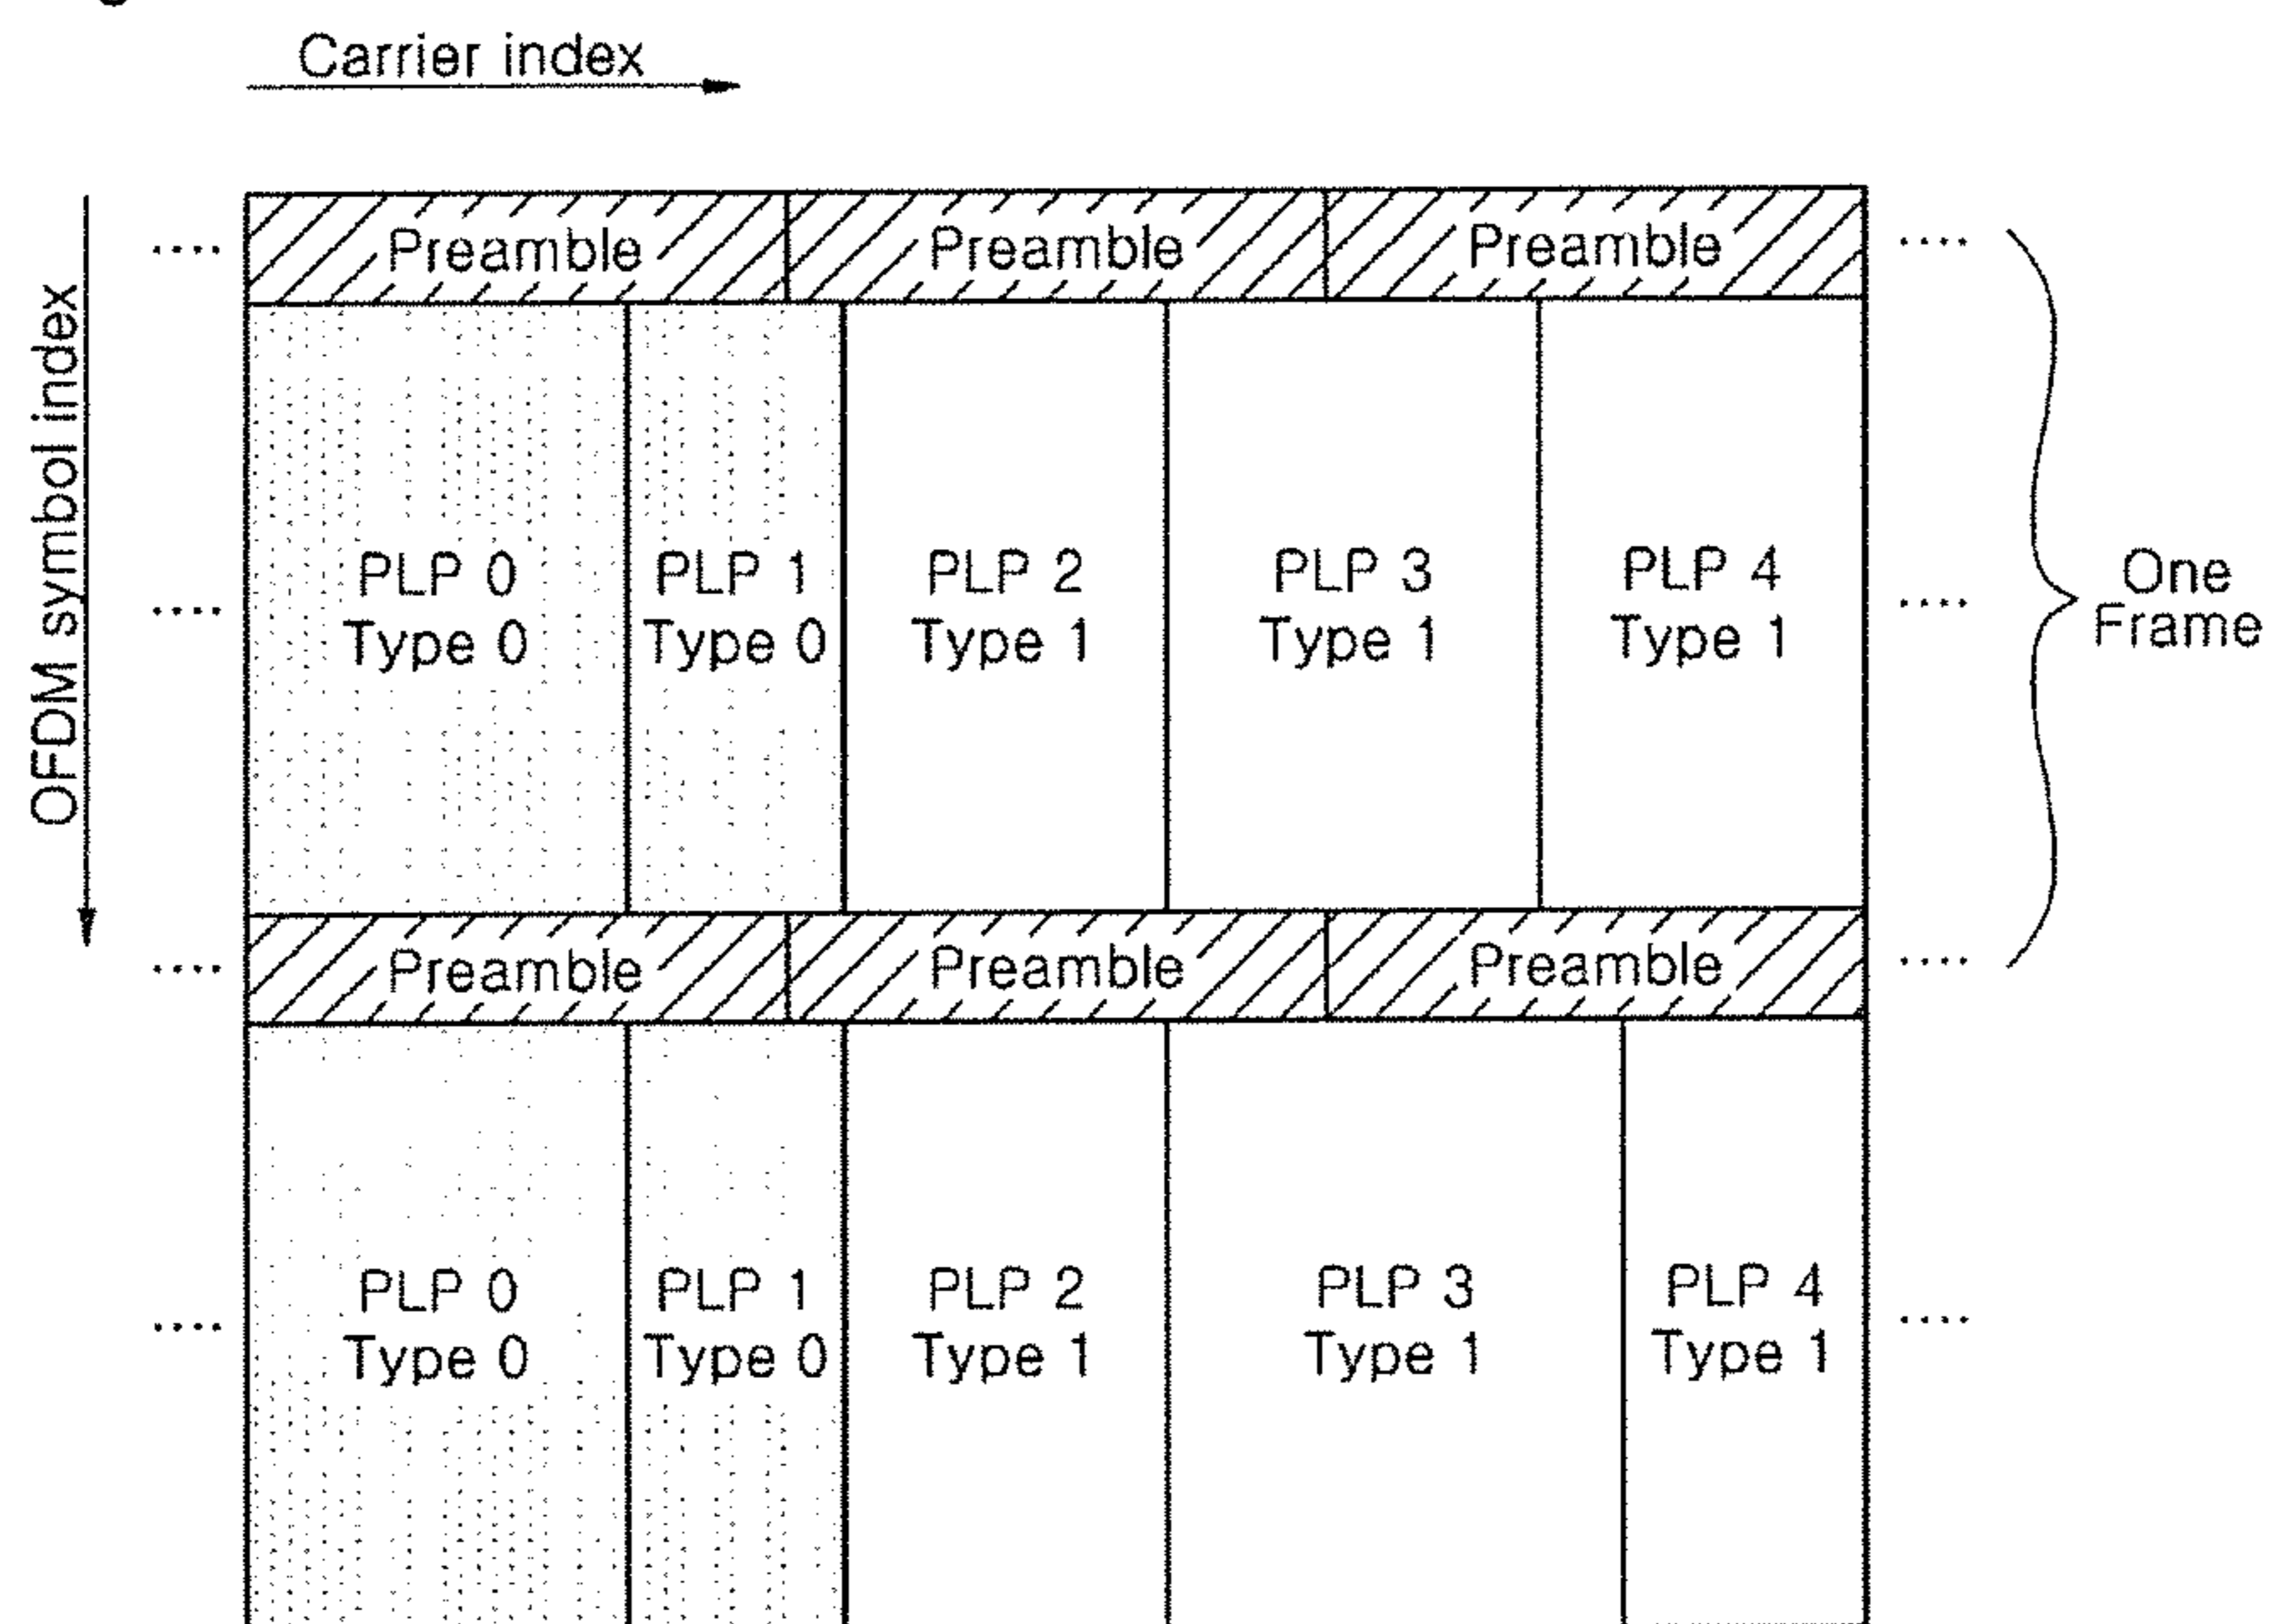 Carrier index
OFDM symbol index
.... Preamble Preamble Preamble ....
.... PLP 0 PLP 1 PLP 2 PLP 3 PLP 4 ....
Type 0 Type 0 Type 1 Type 1 Type 1
One
Frame
.... Preamble Preamble Preamble ....
.... PLP 0 PLP 1 PLP 2 PLP 3 PLP 4 ....
Type 0 Type 0 Type 1 Type 1 Type 1